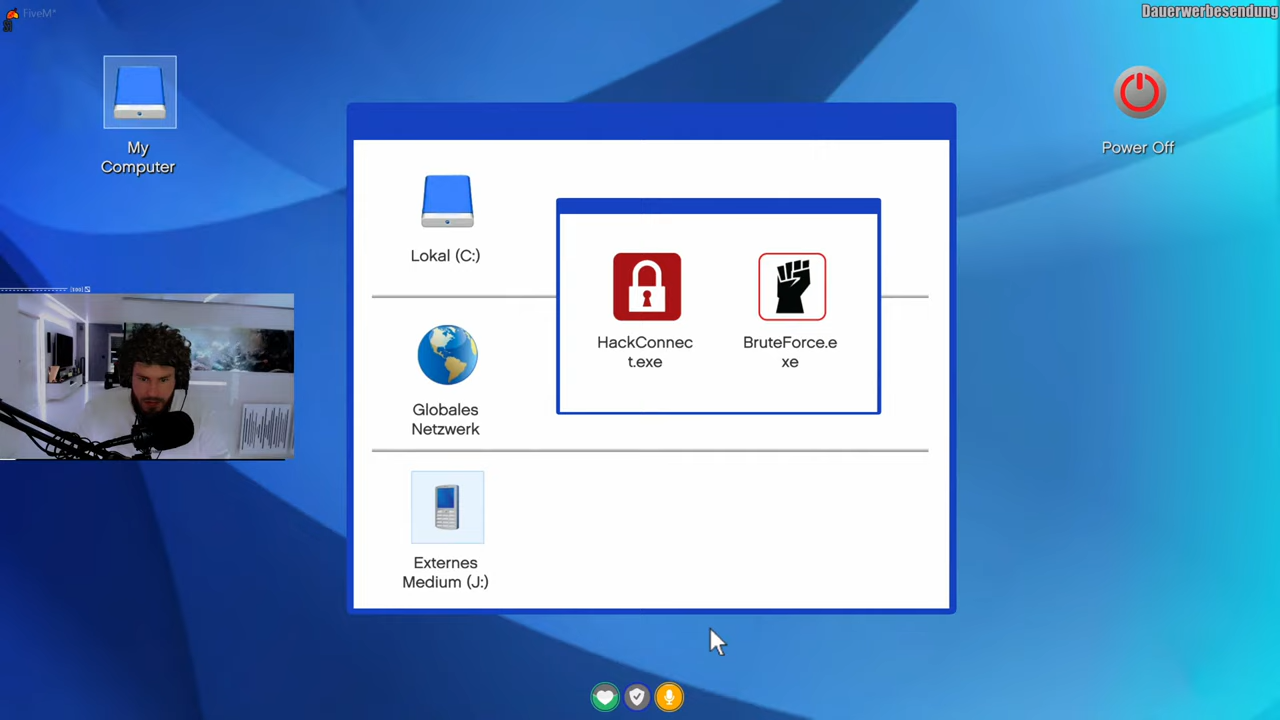 FiveM*
Dauerwerbesendung
My
Computer
Power Off
Lokal (C:)
HackConnec
t.exe
BruteForce.e
xe
Globales
Netzwerk
Externes
Medium (J:)